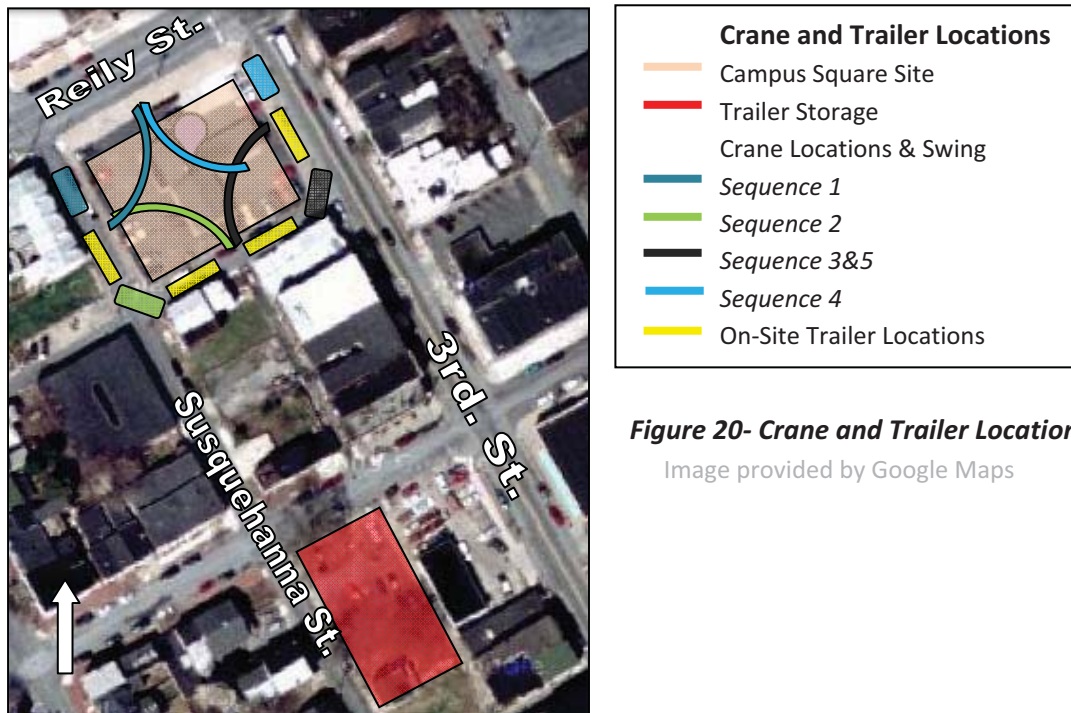 Reily St.
3rd. St.
Susquehanna St.
Crane and Trailer Locations
Campus Square Site
Trailer Storage
Crane Locations & Swing
Sequence 1
Sequence 2
Sequence 3&5
Sequence 4
On-Site Trailer Locations
Figure 20- Crane and Trailer Location
Image provided by Google Maps